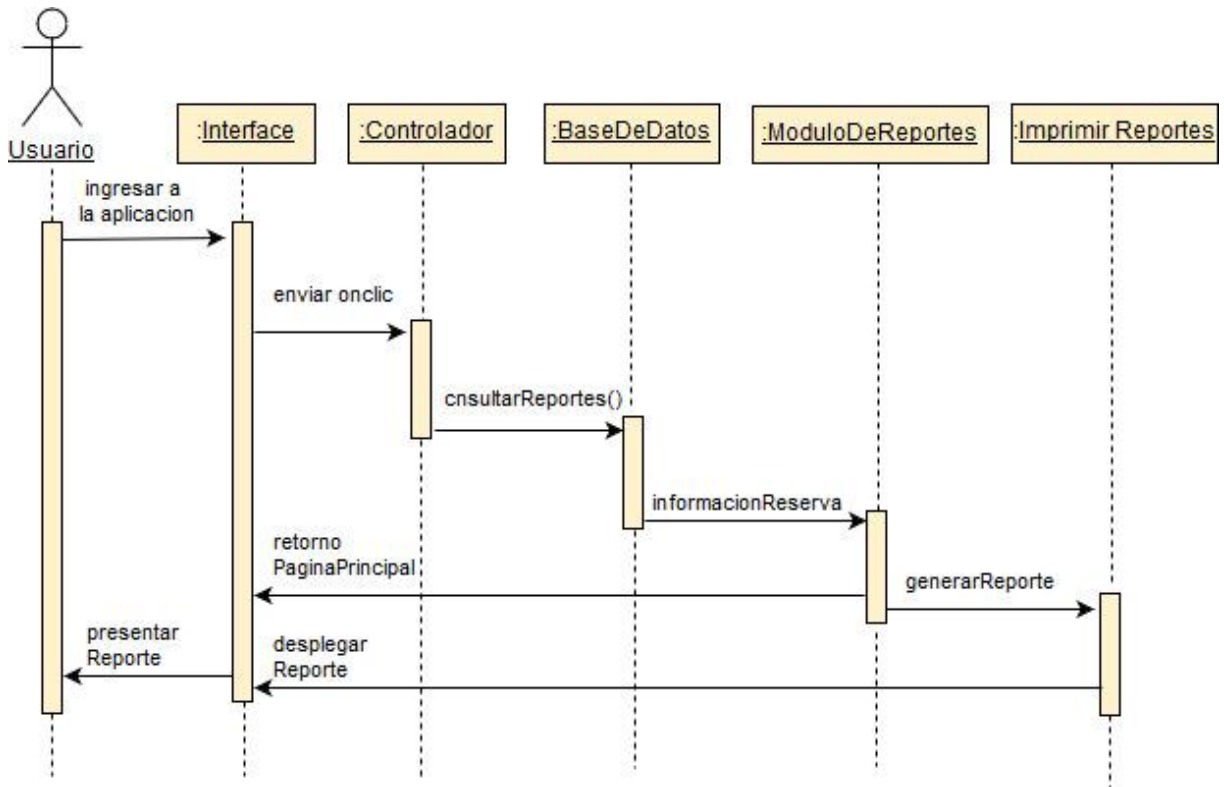 Usuario
:Interface
:Controlador
:BaseDeDatos
:ModuloDeReportes
:Imprimir Reportes
ingresar a
la aplicacion
enviar onclic
cnsultarReportes()
informacionReserva
retorno
PaginaPrincipal
generarReporte
presentar
Reporte
desplegar
Reporte